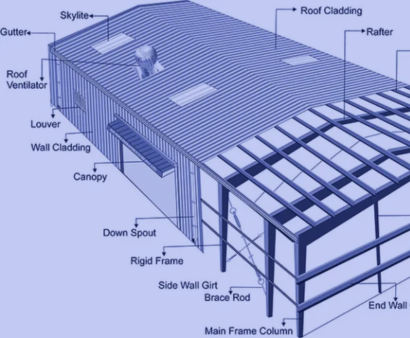 Skylite
Roof Cladding
Gutter
Rafter
Roof
Ventilator
Louver
Wall Cladding
Canopy
Down Spout
Rigid Frame
Side Wall Girt
Brace Rod
End Wall
Main Frame Column